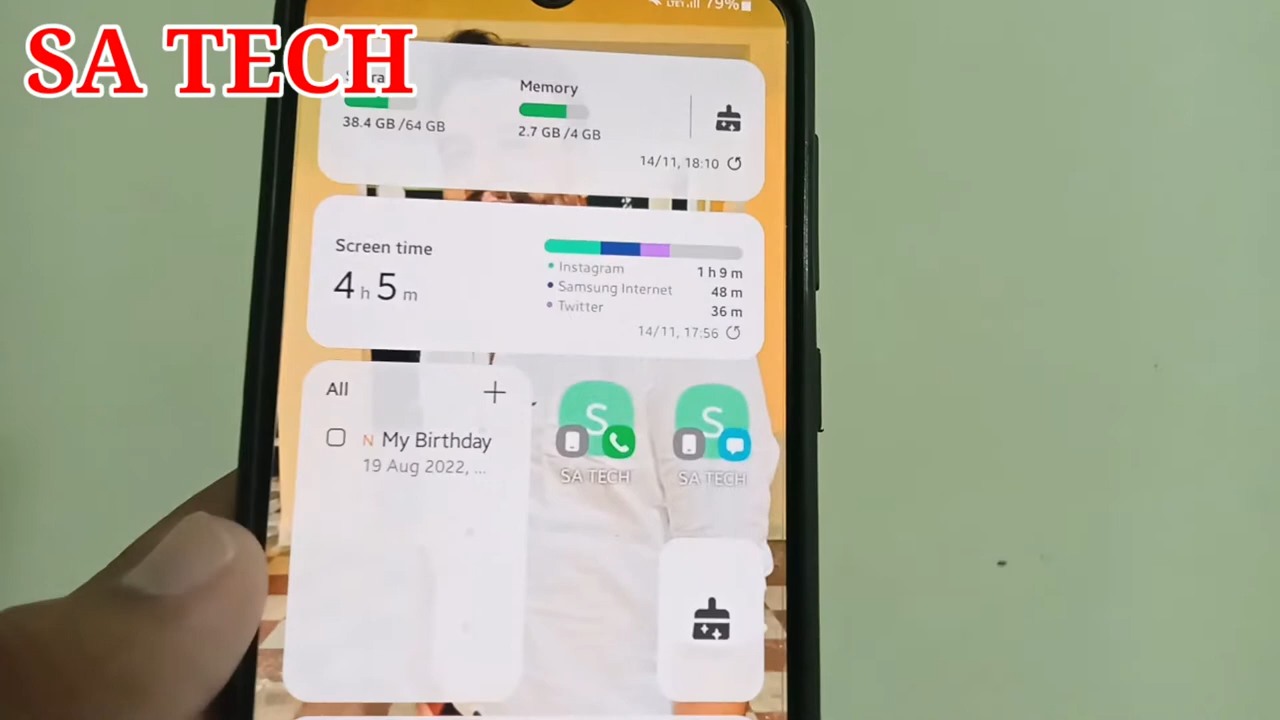 SA TECH
79%
Memory
38.4 GB /64 GB
2.7 GB /4 GB
14/11, 18:10
Screen time
4 h 5 m
Instagram 1 h 9 m
Samsung Internet 48 m
Twitter 36 m
14/11, 17:56
All
N My Birthday
19 Aug 2022, ...
S
SA TECH
S
SA TECH